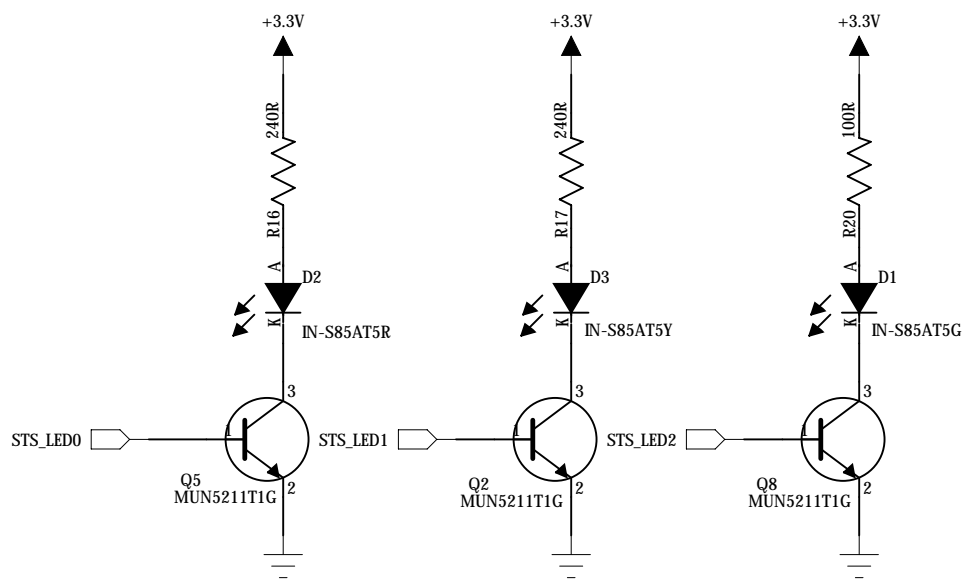 +3.3V
+3.3V
+3.3V
240R
240R
100R
R16
R17
R20
A
A
A
D2
D3
D1
K
K
K
IN-S85AT5R
IN-S85AT5Y
IN-S85AT5G
3
3
3
STS_LED0
1
STS_LED1
1
STS_LED2
1
Q5
2
Q2
2
Q8
2
MUN5211T1G
MUN5211T1G
MUN5211T1G